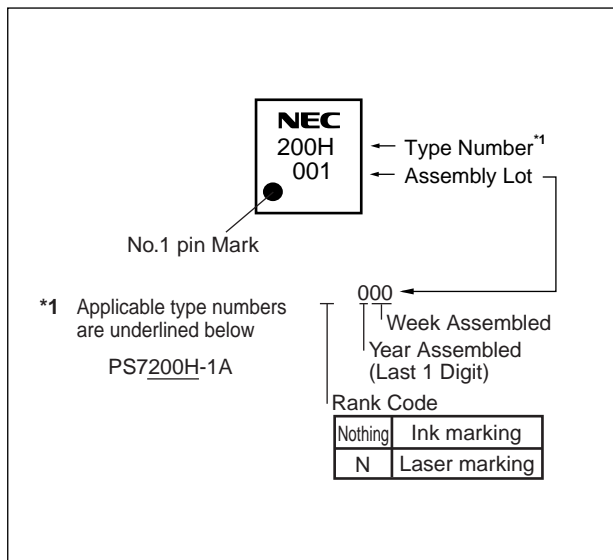 NEC
200H
001
Type Number*1
Assembly Lot
No.1 pin Mark
*1 Applicable type numbers
are underlined below
PS7200H-1A
000
Week Assembled
Year Assembled
(Last 1 Digit)
Rank Code
Nothing Ink marking
N Laser marking